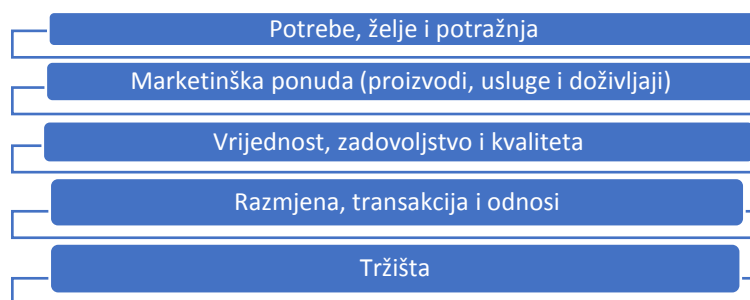 Potrebe, želje i potražnja
Marketinška ponuda (proizvodi, usluge i doživljaji)
Vrijednost, zadovoljstvo i kvaliteta
Razmjena, transakcija i odnosi
Tržišta